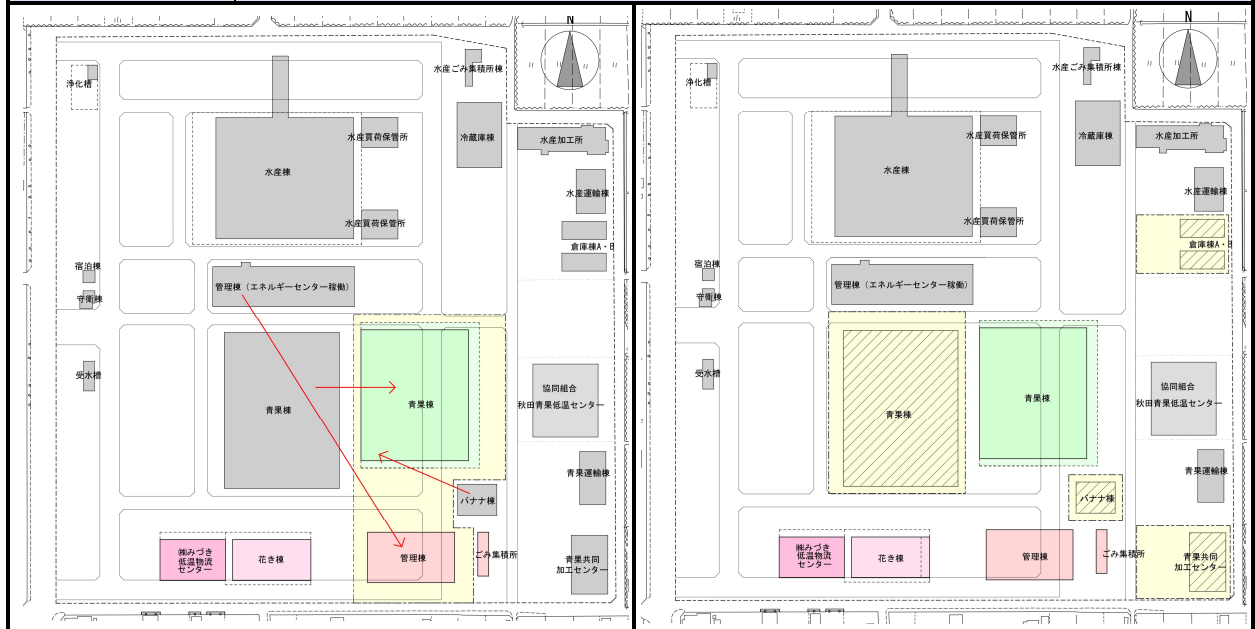 N
水産ごみ集積所棟
浄化槽
水産買荷保管所
冷蔵庫棟
水産加工所
水産棟
水産運輸棟
水産買荷保管所
倉庫棟A・B
宿泊棟
管理棟（エネルギーセンター稼働）
守衛棟
受水槽
青果棟
青果棟
協同組合
秋田青果低温センター
青果運輸棟
バナナ棟
㈱みづき
低温物流
センター
花き棟
管理棟
ごみ集積所
青果共同
加工センター
N
水産ごみ集積所棟
浄化槽
水産買荷保管所
冷蔵庫棟
水産加工所
水産棟
水産運輸棟
水産買荷保管所
倉庫棟A・B
宿泊棟
管理棟（エネルギーセンター稼働）
守衛棟
受水槽
青果棟
青果棟
協同組合
秋田青果低温センター
青果運輸棟
バナナ棟
㈱みづき
低温物流
センター
花き棟
管理棟
ごみ集積所
青果共同
加工センター